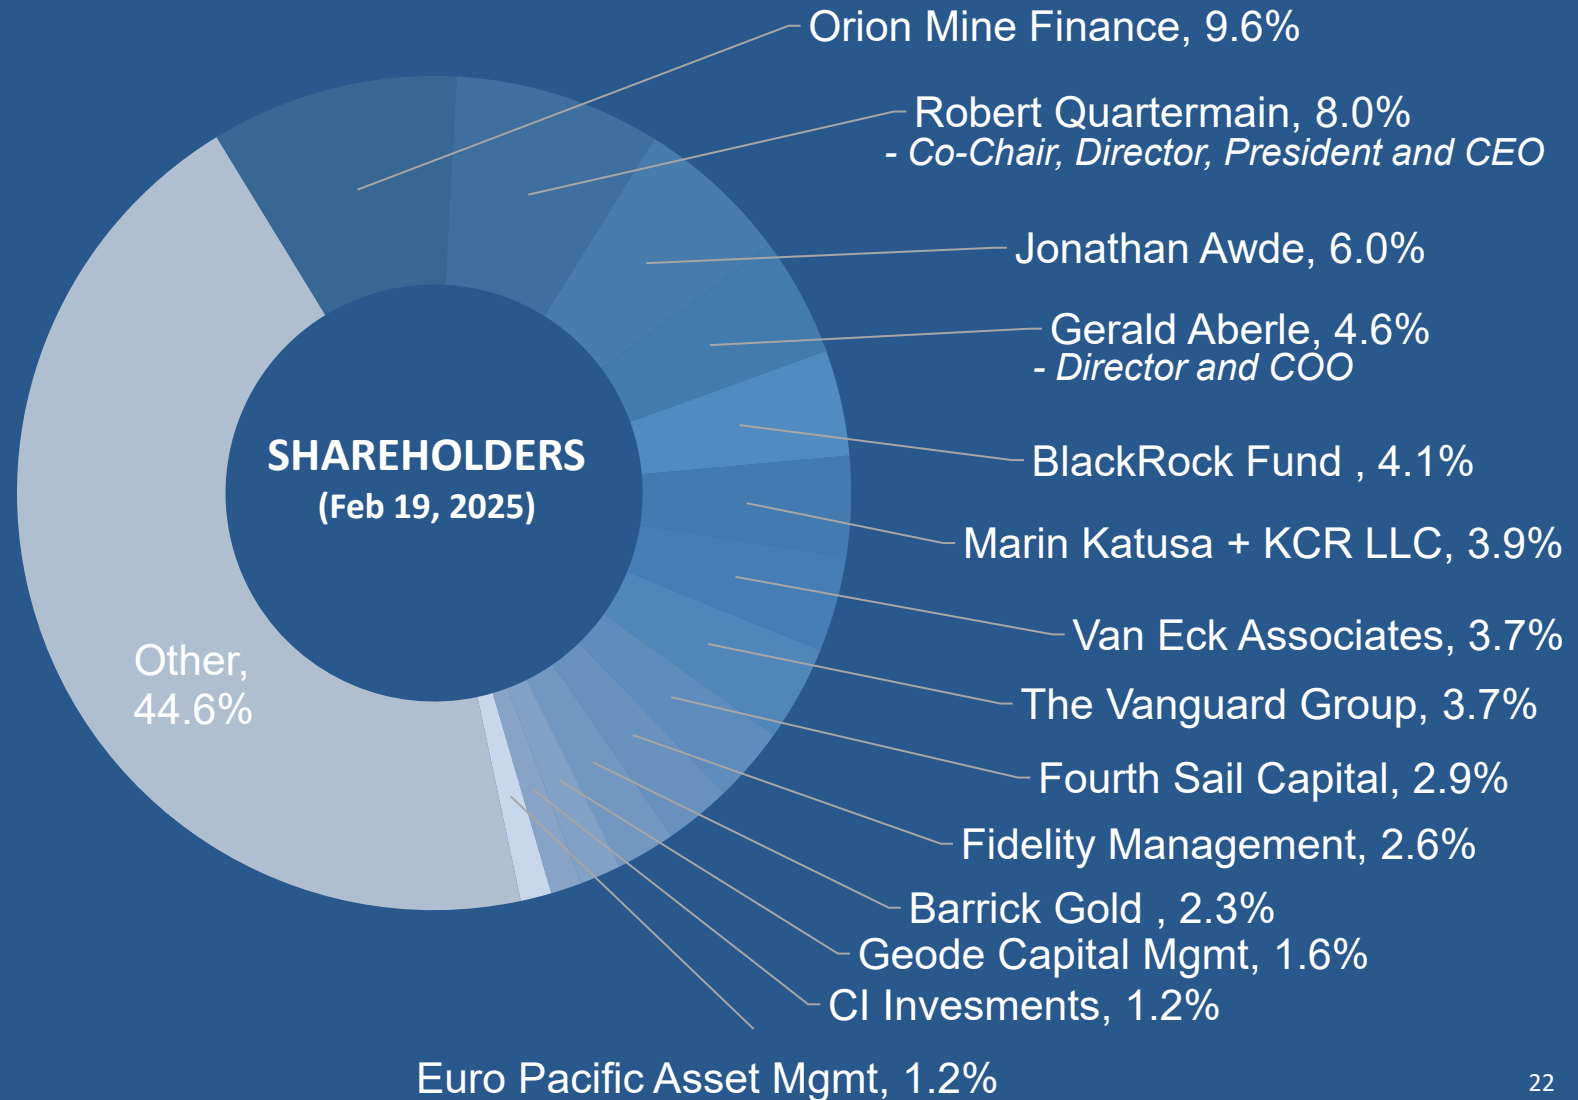 Orion Mine Finance, 9.6%
Robert Quartermain, 8.0%
- Co-Chair, Director, President and CEO
Jonathan Awde, 6.0%
Gerald Aberle, 4.6%
- Director and COO
BlackRock Fund , 4.1%
Marin Katusa + KCR LLC, 3.9%
Van Eck Associates, 3.7%
The Vanguard Group, 3.7%
Fourth Sail Capital, 2.9%
Fidelity Management, 2.6%
Barrick Gold , 2.3%
Geode Capital Mgmt, 1.6%
CI Invesments, 1.2%
Euro Pacific Asset Mgmt, 1.2%
Other,
44.6%
SHAREHOLDERS
(Feb 19, 2025)
22